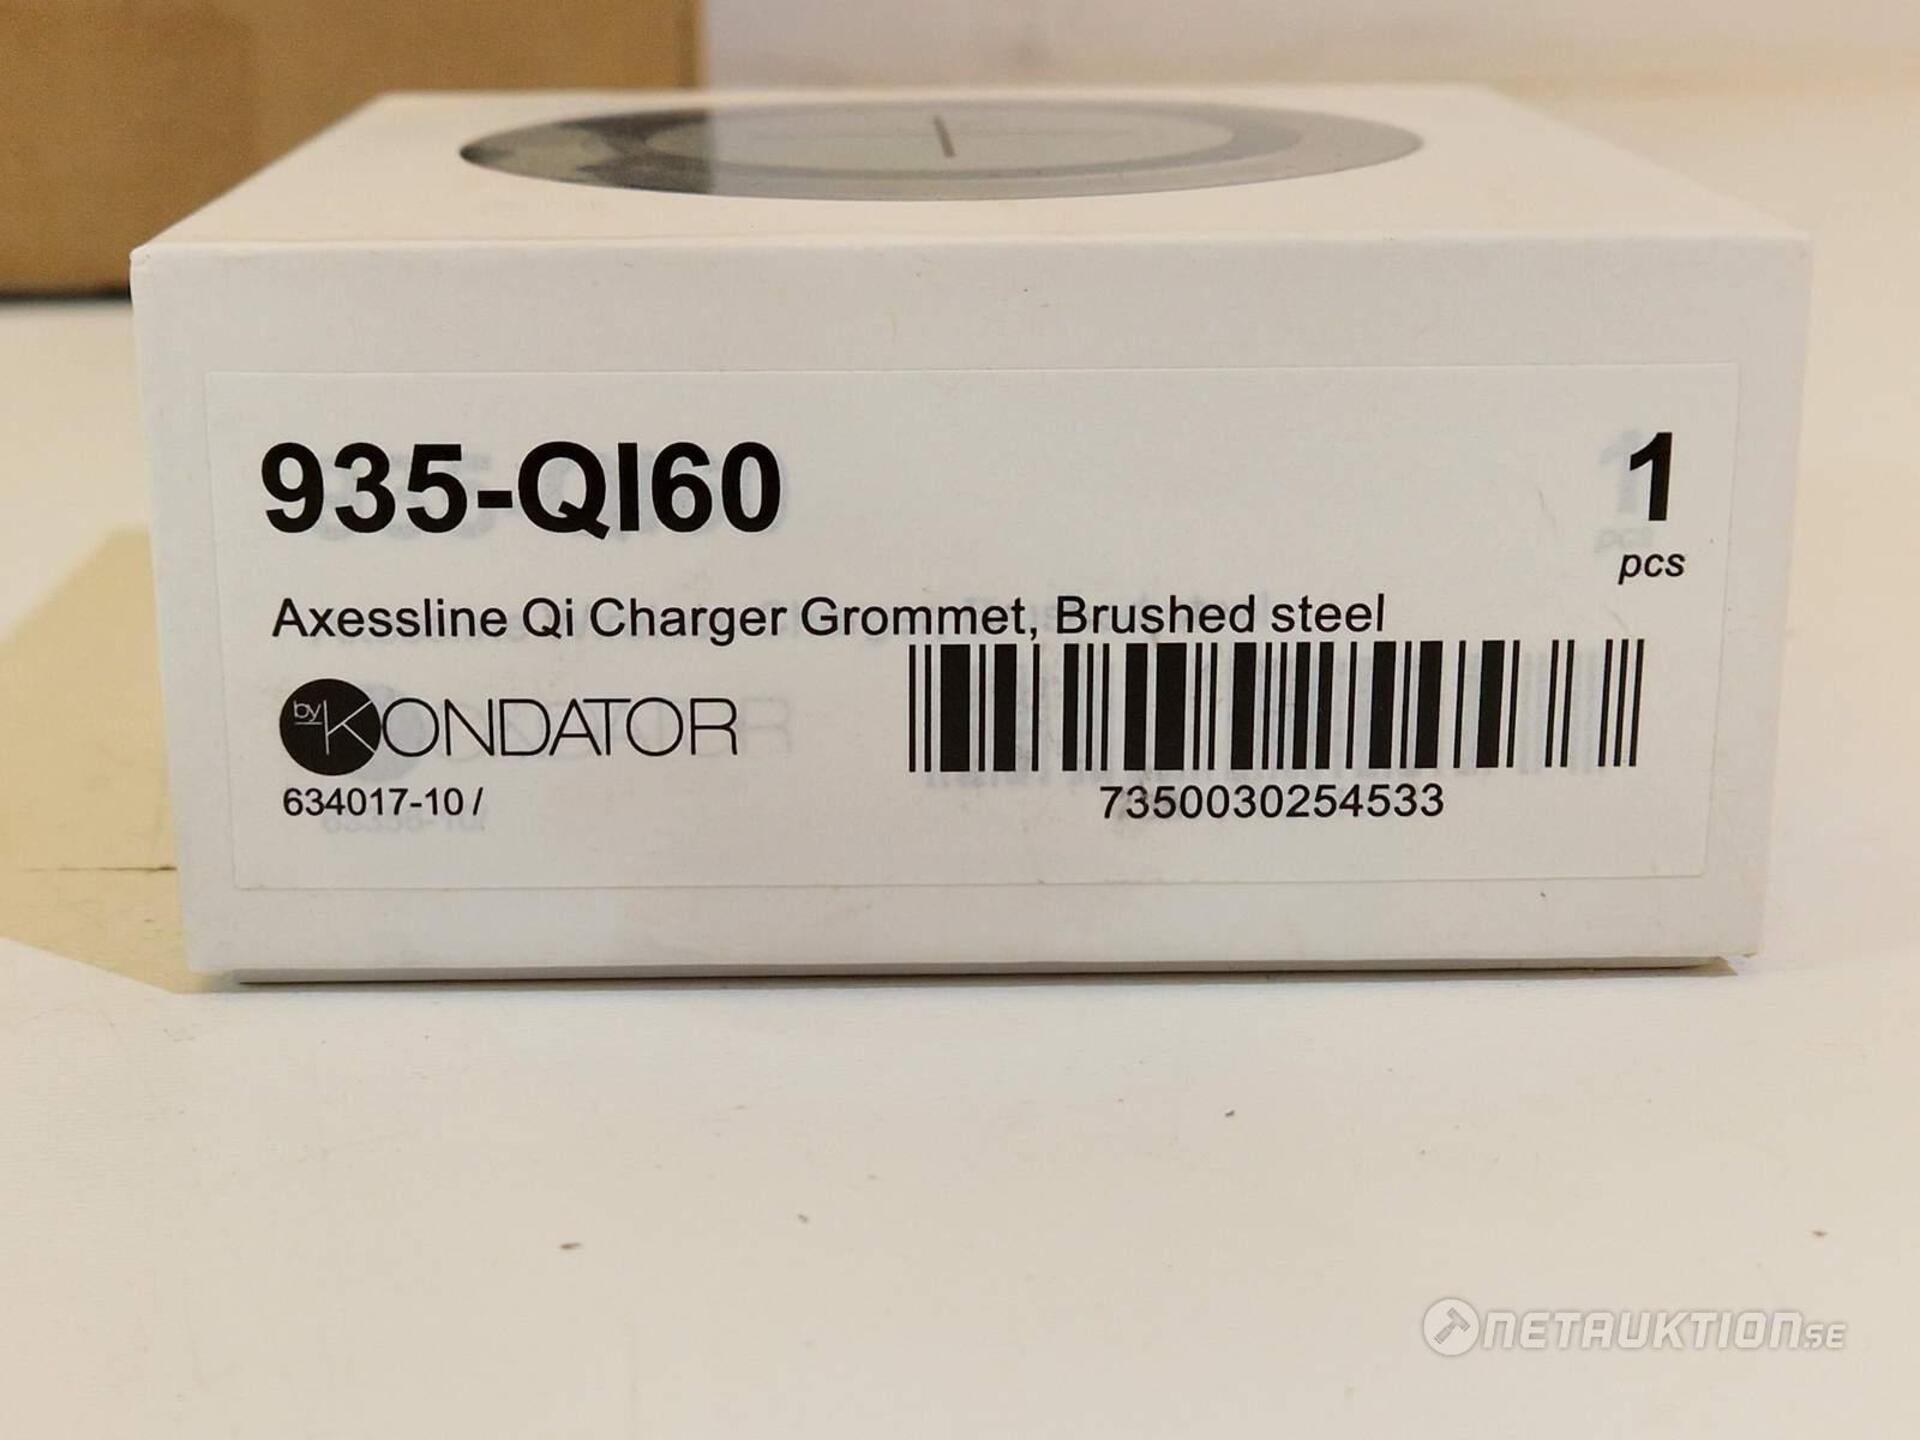 935-QI60
1
pcs
Axessline Qi Charger Grommet, Brushed steel
by KONDATOR
634017-10 /
7350030254533
NETAUKTION.SE